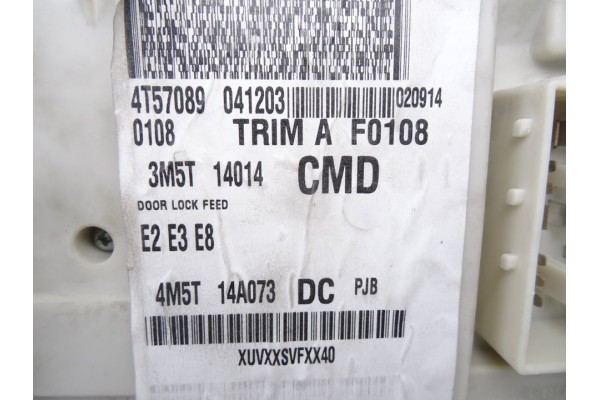 4T57089 041203 020914
0108 TRIM A F0108
3M5T 14014 CMD
DOOR LOCK FEED
E2 E3 E8
4M5T 14A073 DC PJB
XUVXXSVFXX40